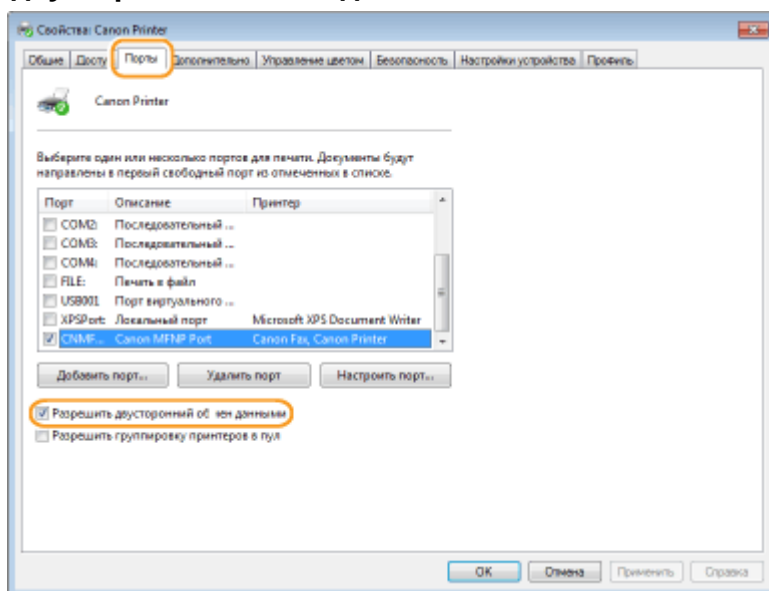 Свойства: Canon Printer
Общие Досту Порты Дополнительно Управление цветом Безопасность Настройки устройства Профиль
Canon Printer
Выберите один или несколько портов для печати. Документы будут
направлены в первый свободный порт из отмеченных в списке.
Порт Описание Принтер
COM2: Последовательный ...
COM3: Последовательный ...
COM4: Последовательный ...
FILE: Печать в файл
USB001 Порт виртуального ...
XPSPort: Локальный порт Microsoft XPS Document Writer
CNMF... Canon MFNP Port Canon Fax, Canon Printer
Добавить порт... Удалить порт Настроить порт...
Разрешить двусторонний обмен данными
Разрешить группировку принтеров в пул
OK Отмена Применить Справка